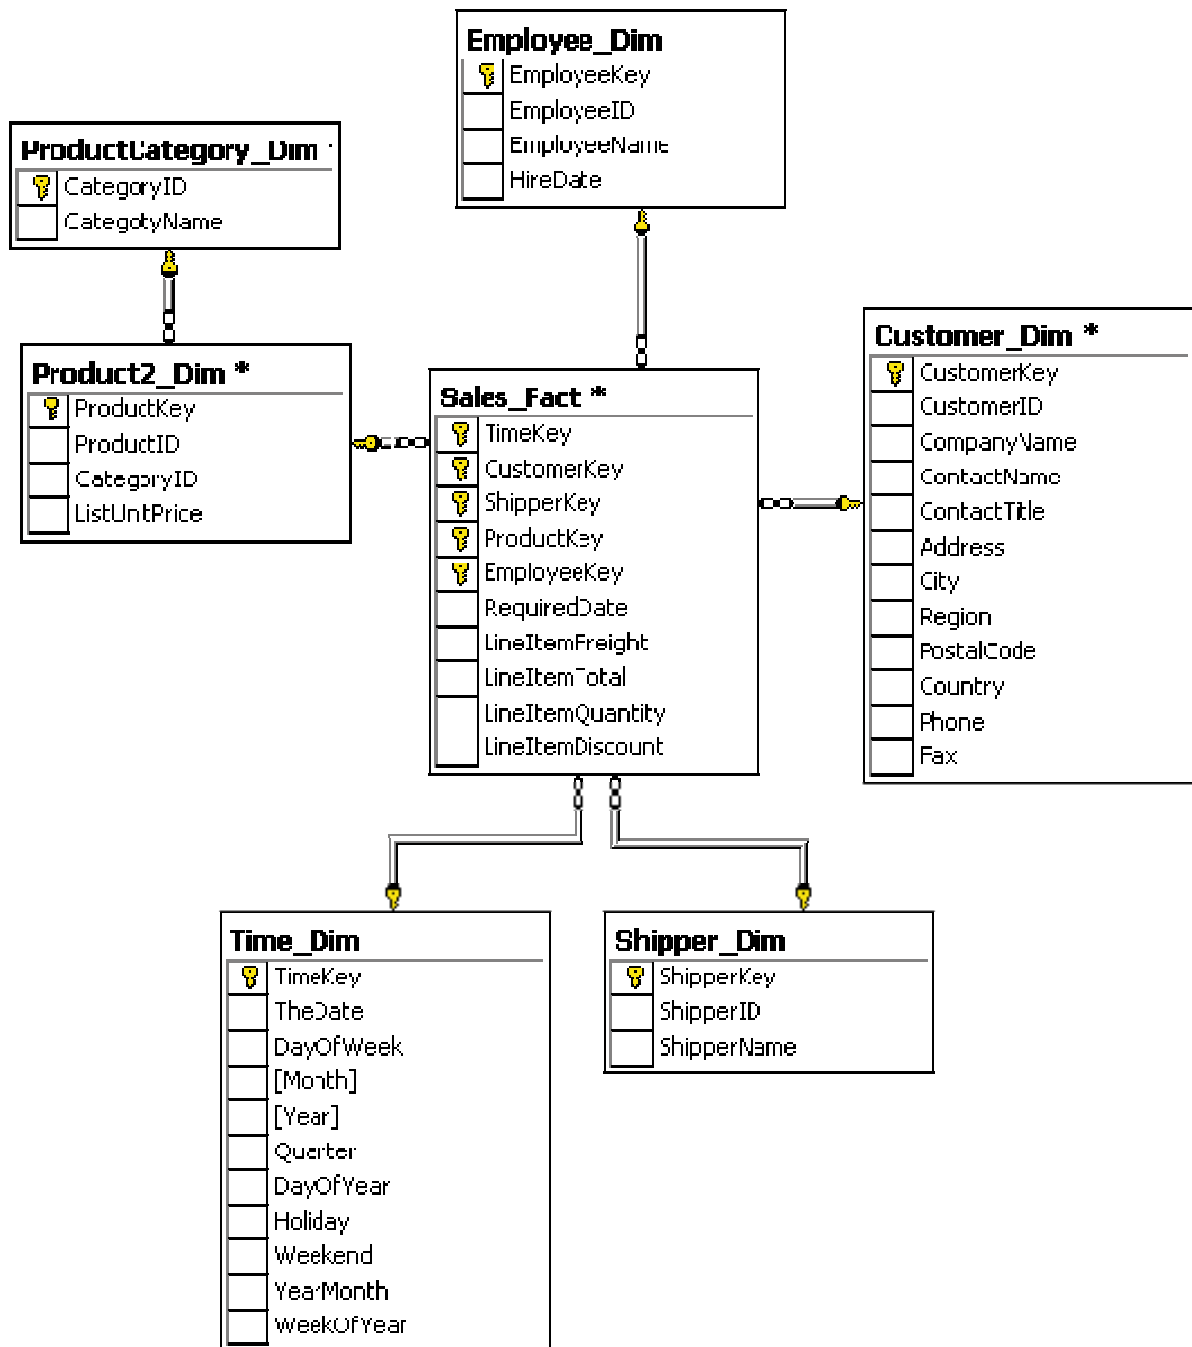 Employee_Dim
EmployeeKey
EmployeeID
EmployeeName
HireDate
ProductCategory_Dim
CategoryID
CategotyName
Product2_Dim *
ProductKey
ProductID
CategoryID
ListUntPrice
Sales_Fact *
TimeKey
CustomerKey
ShipperKey
ProductKey
EmployeeKey
RequiredDate
LineItemFreight
LineItemTotal
LineItemQuantity
LineItemDiscount
Customer_Dim *
CustomerKey
CustomerID
CompanyName
ContactName
ContactTitle
Address
City
Region
PostalCode
Country
Phone
Fax
Time_Dim
TimeKey
TheDate
DayOfWeek
[Month]
[Year]
Quarter
DayOfYear
Holiday
Weekend
YearMonth
WeekOfYear
Shipper_Dim
ShipperKey
ShipperID
ShipperName